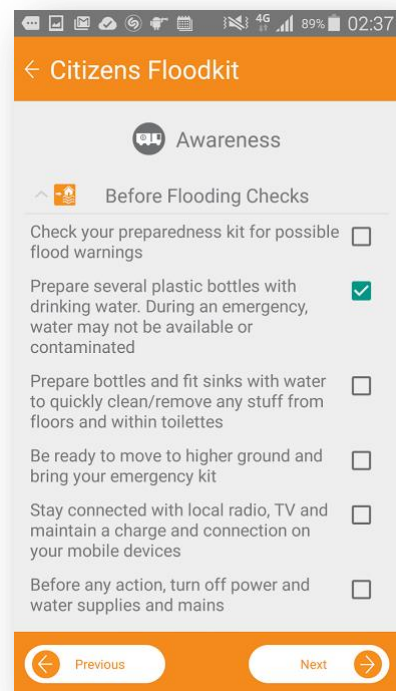 4G 89% 02:37
Citizens Floodkit
Awareness
Before Flooding Checks
Check your preparedness kit for possible
flood warnings
Prepare several plastic bottles with
drinking water. During an emergency,
water may not be available or
contaminated
Prepare bottles and fit sinks with water
to quickly clean/remove any stuff from
floors and within toilettes
Be ready to move to higher ground and
bring your emergency kit
Stay connected with local radio, TV and
maintain a charge and connection on
your mobile devices
Before any action, turn off power and
water supplies and mains
Previous Next